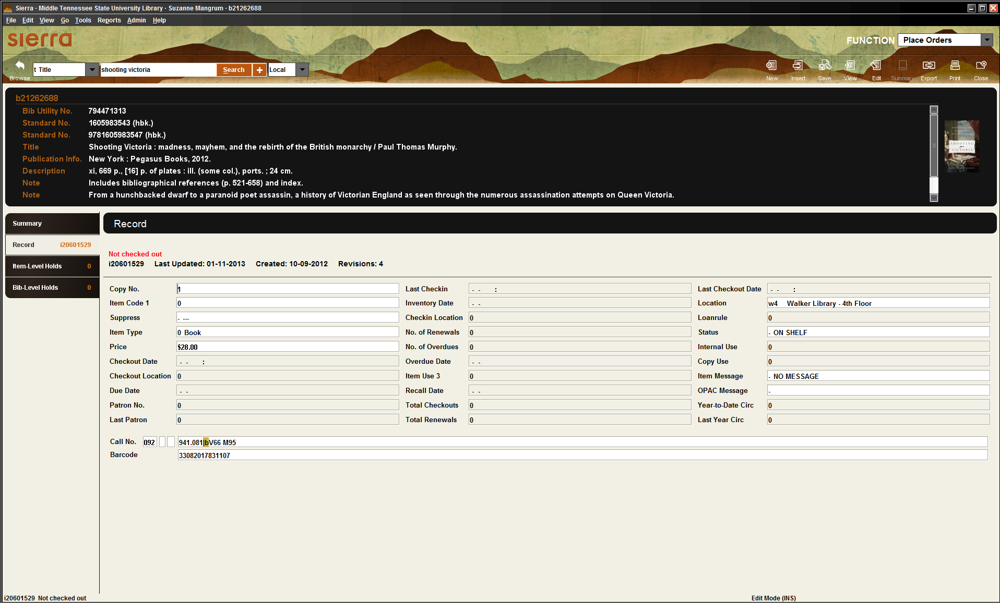 Sierra · Middle Tennessee State University Library · Suzanne Mangrum · b21262688
File Edit View Go Tools Reports Admin Help
sierra
FUNCTION Place Orders
Browse t Title shooting victoria Search + Local
New Insert Save View Edit Summary Export Print Close
b21262688
Bib Utility No. 794471313
Standard No. 1605983543 (hbk.)
Standard No. 9781605983547 (hbk.)
Title Shooting Victoria : madness, mayhem, and the rebirth of the British monarchy / Paul Thomas Murphy.
Publication Info. New York : Pegasus Books, 2012.
Description xi, 669 p., [16] p. of plates : ill. (some col.), ports. ; 24 cm.
Note Includes bibliographical references (p. 521-658) and index.
Note From a hunchbacked dwarf to a paranoid poet assassin, a history of Victorian England as seen through the numerous assassination attempts on Queen Victoria.
SHOOTING
VICTORIA
Summary
Record i20601529
Item-Level Holds 0
Bib-Level Holds 0
Record
Not checked out
i20601529 Last Updated: 01-11-2013 Created: 10-09-2012 Revisions: 4
Copy No. 1 Last Checkin - - : Last Checkout Date - - :
Item Code 1 0 Inventory Date - - Location w4 Walker Library - 4th Floor
Suppress - --- Checkin Location 0 Loanrule 0
Item Type 0 Book No. of Renewals 0 Status - ON SHELF
Price $28.00 No. of Overdues 0 Internal Use 0
Checkout Date - - : Overdue Date - - Copy Use 0
Checkout Location 0 Item Use 3 0 Item Message - NO MESSAGE
Due Date - - Recall Date - - OPAC Message -
Patron No. 0 Total Checkouts 0 Year-to-Date Circ 0
Last Patron 0 Total Renewals 0 Last Year Circ 0
Call No. 092 941.081|bV66 M95
Barcode 33082017831107
i20601529 Not checked out Edit Mode (INS)